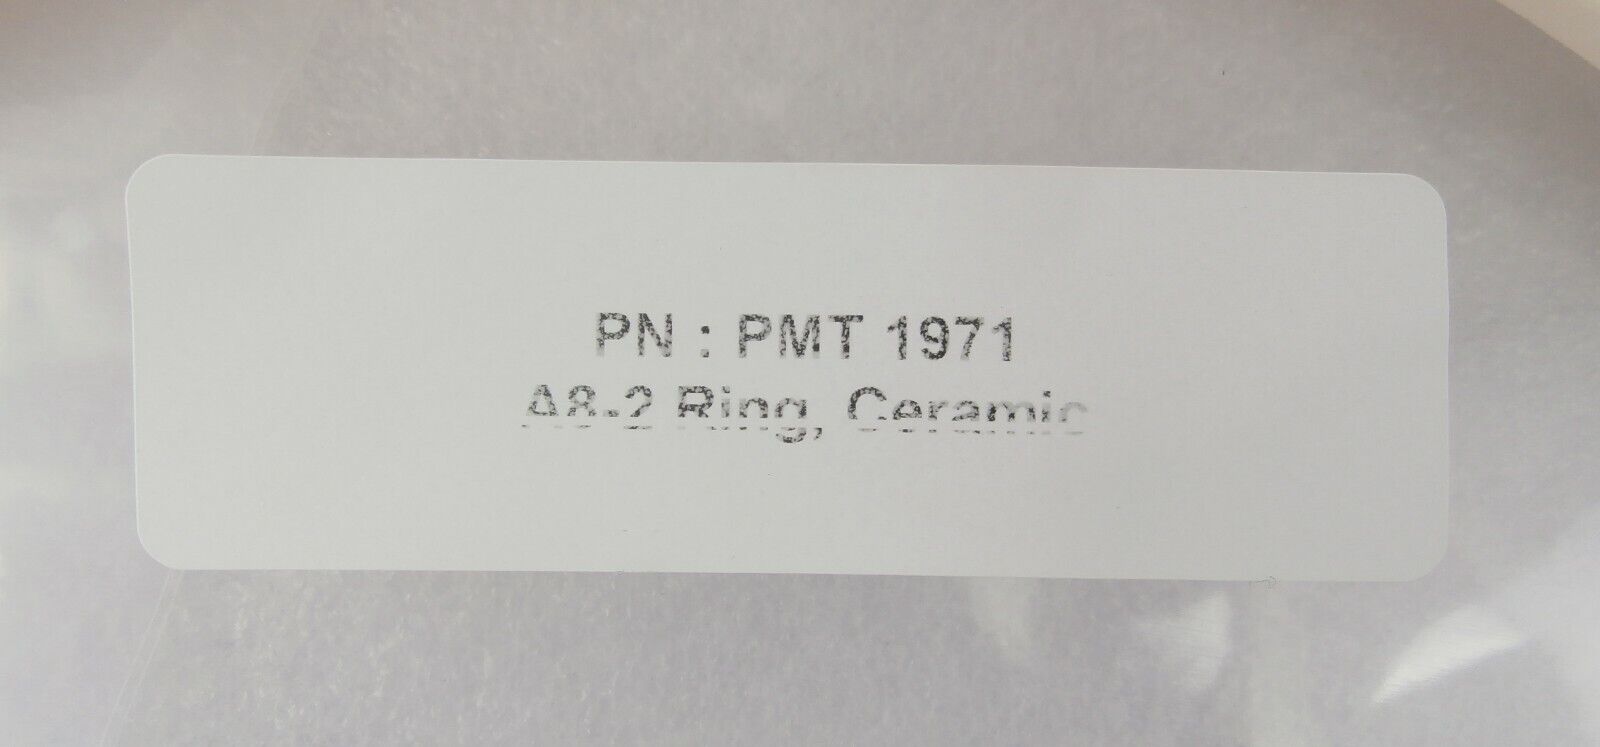 PN : PMT 1971
A8-2 Ring, Ceramic